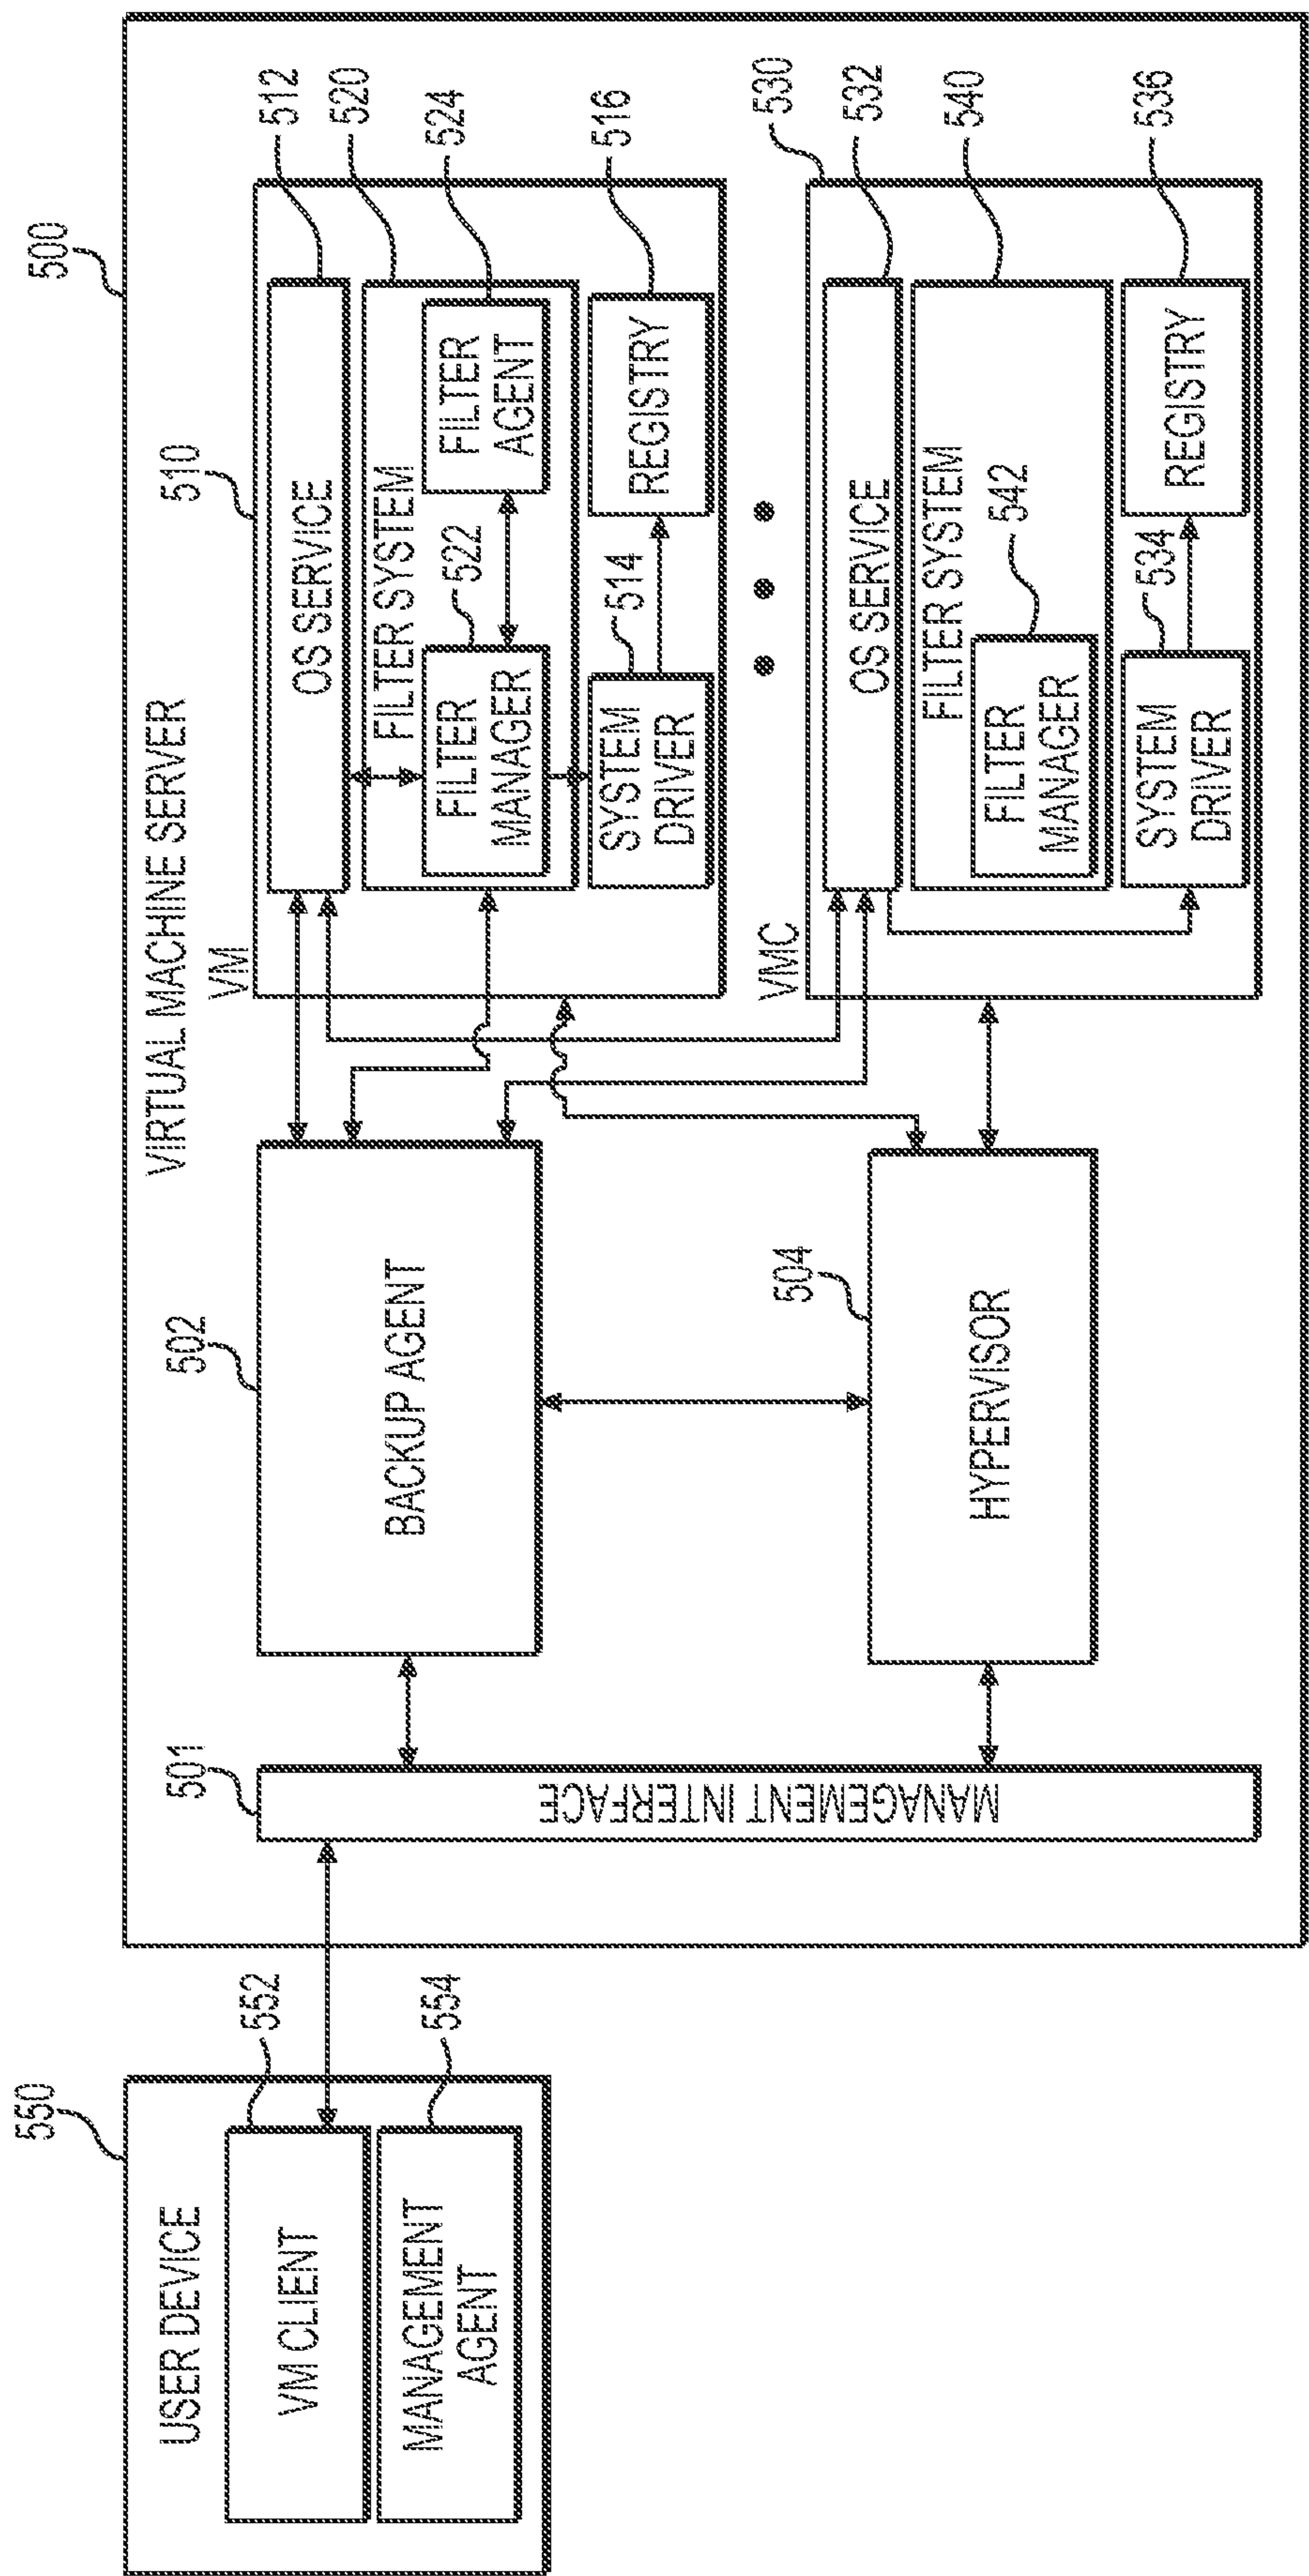 500
VIRTUAL MACHINE SERVER
550
USER DEVICE
552
VM CLIENT
554
MANAGEMENT
AGENT
501
MANAGEMENT INTERFACE
502
BACKUP AGENT
504
HYPERVISOR
510
VM
512
OS SERVICE
520
FILTER SYSTEM
522
FILTER
MANAGER
524
FILTER
AGENT
514
SYSTEM
DRIVER
516
REGISTRY
530
VMC
532
OS SERVICE
540
FILTER SYSTEM
542
FILTER
MANAGER
534
SYSTEM
DRIVER
536
REGISTRY